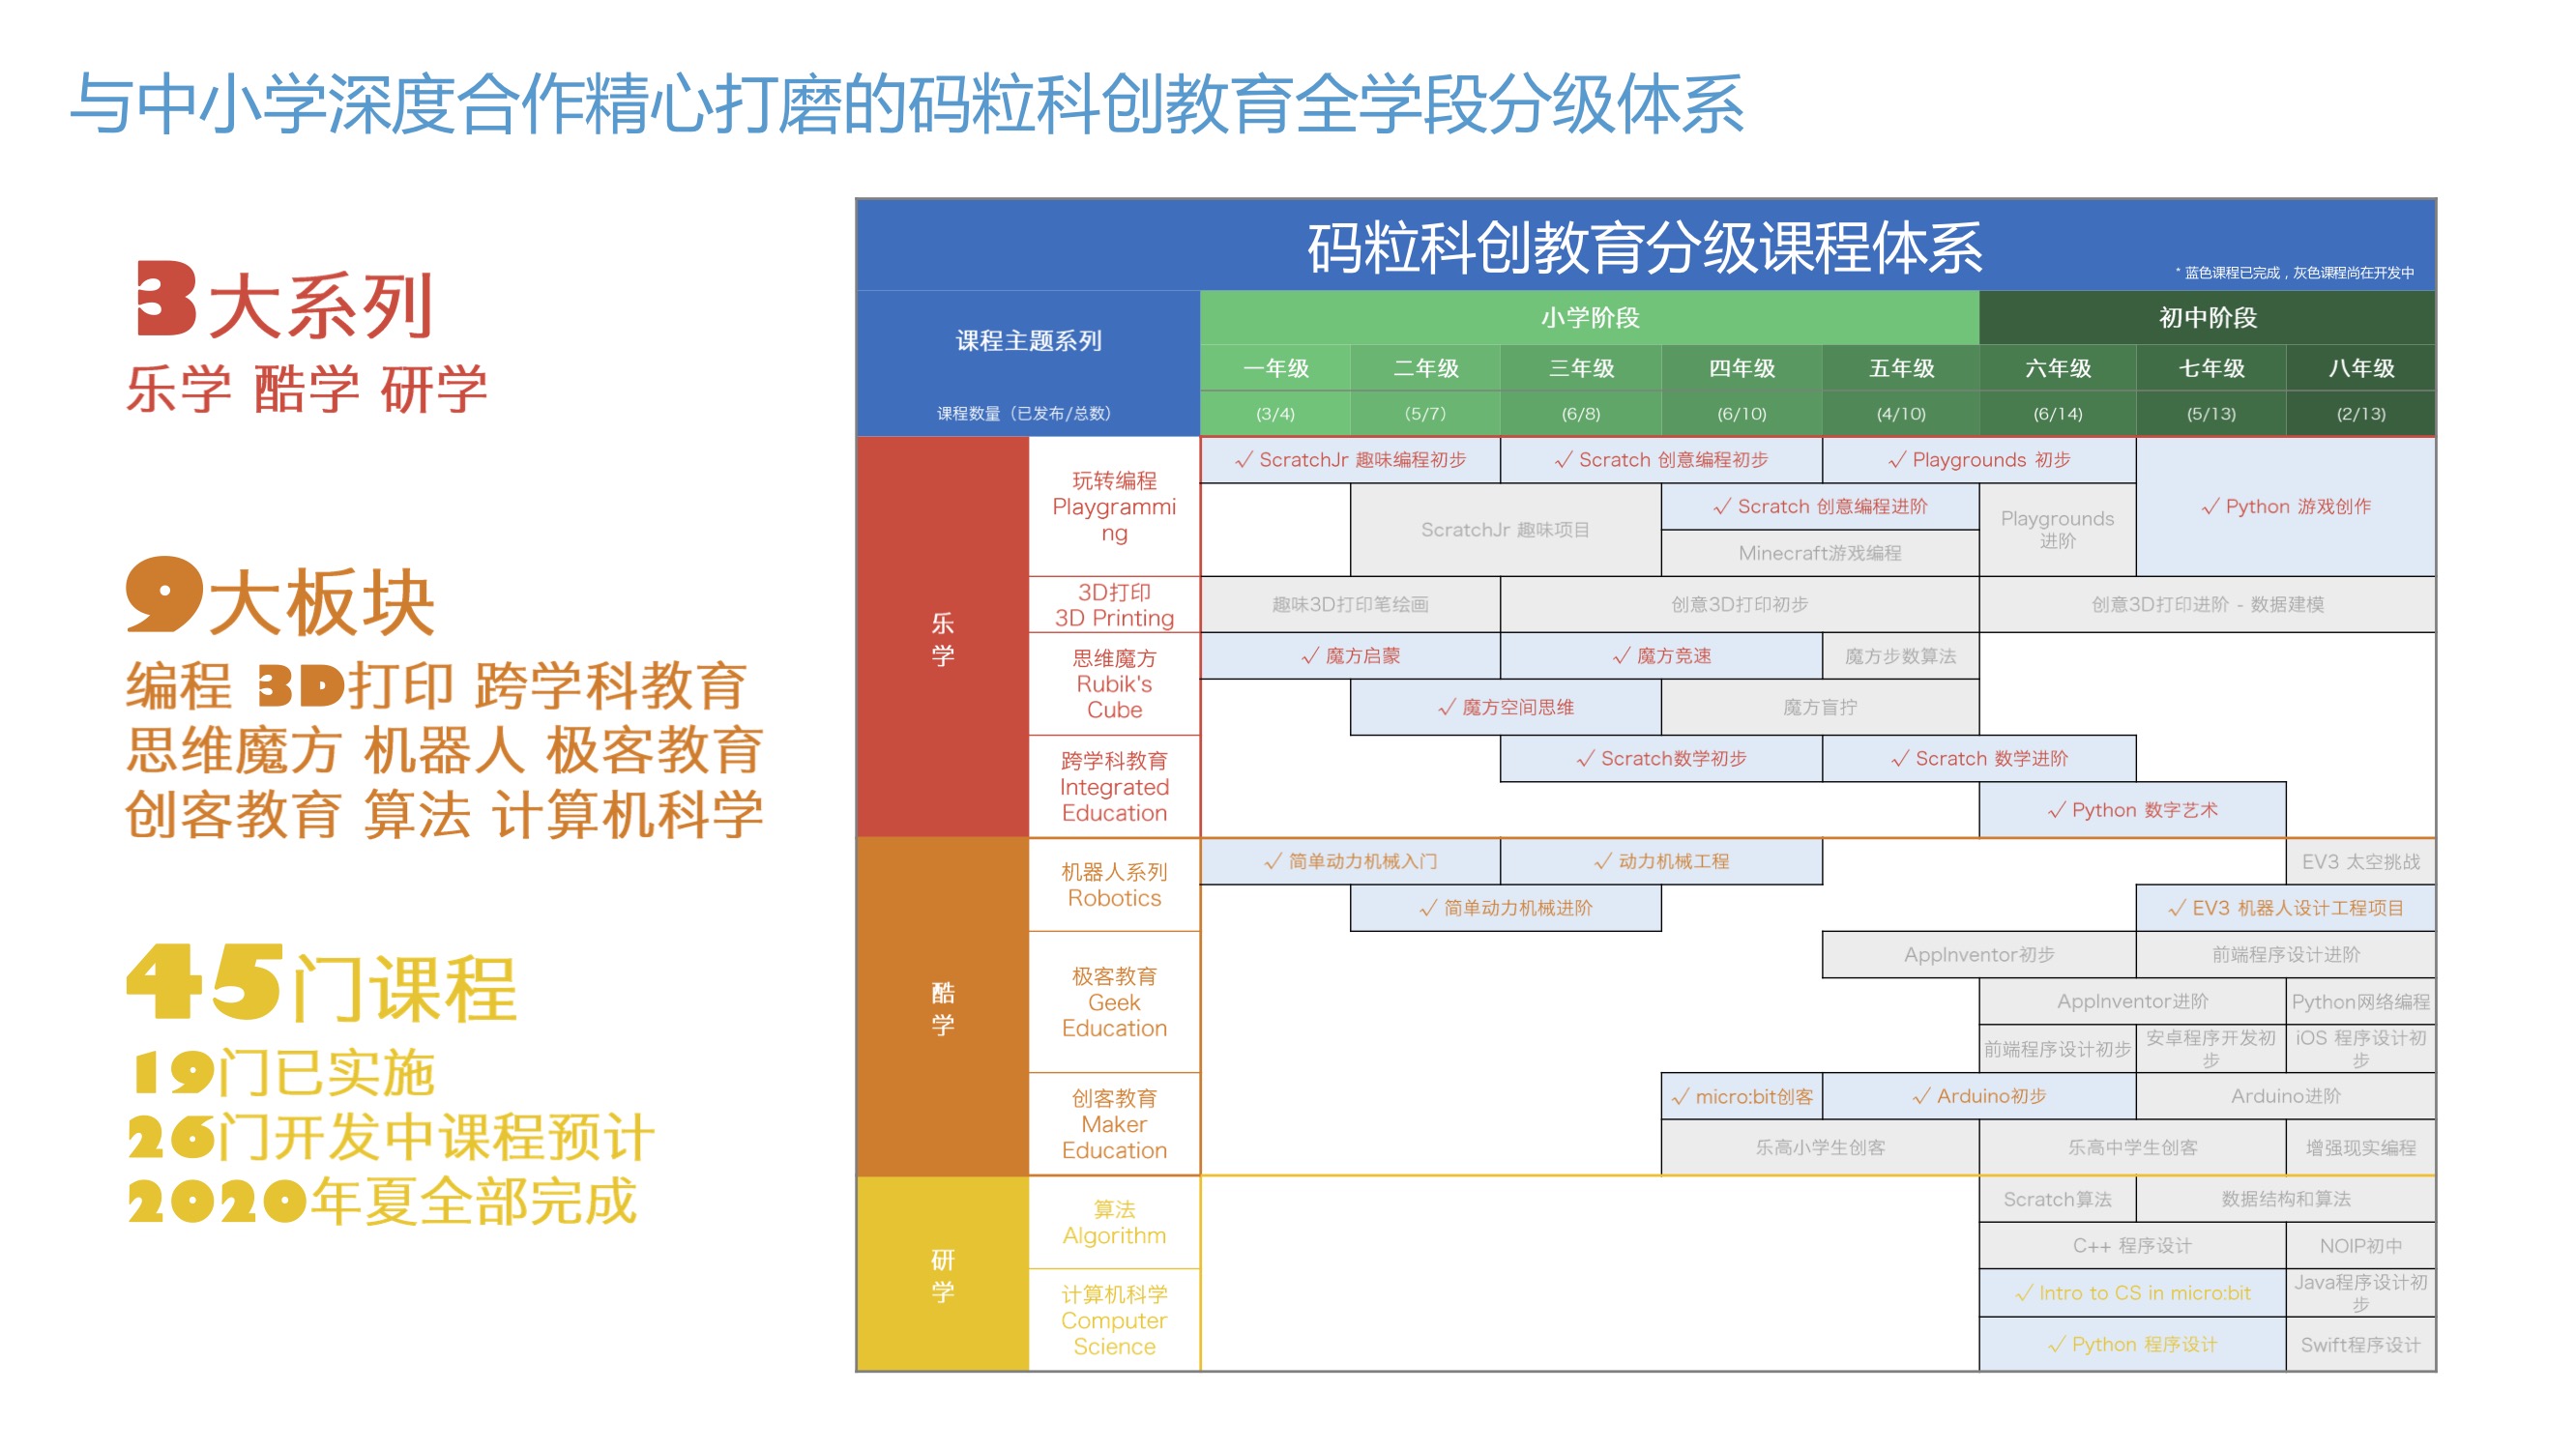 与中小学深度合作精心打磨的码粒科创教育全学段分级体系
3大系列
乐学 酷学 研学
9大板块
编程 3D打印 跨学科教育
思维魔方 机器人 极客教育
创客教育 算法 计算机科学
45门课程
19门已实施
26门开发中课程预计
2020年夏全部完成
码粒科创教育分级课程体系
* 蓝色课程已完成，灰色课程尚在开发中
课程主题系列
小学阶段
初中阶段
一年级
二年级
三年级
四年级
五年级
六年级
七年级
八年级
课程数量（已发布/总数）
(3/4)
(5/7)
(6/8)
(6/10)
(4/10)
(6/14)
(5/13)
(2/13)
乐
学
玩转编程
Playgrammi
ng
✓ ScratchJr 趣味编程初步
✓ Scratch 创意编程初步
✓ Playgrounds 初步
✓ Python 游戏创作
ScratchJr 趣味项目
✓ Scratch 创意编程进阶
Playgrounds
进阶
Minecraft游戏编程
3D打印
3D Printing
趣味3D打印笔绘画
创意3D打印初步
创意3D打印进阶 - 数据建模
思维魔方
Rubik's
Cube
✓ 魔方启蒙
✓ 魔方竞速
魔方步数算法
✓ 魔方空间思维
魔方盲拧
跨学科教育
Integrated
Education
✓ Scratch数学初步
✓ Scratch 数学进阶
✓ Python 数字艺术
酷
学
机器人系列
Robotics
✓ 简单动力机械入门
✓ 动力机械工程
EV3 太空挑战
✓ 简单动力机械进阶
✓ EV3 机器人设计工程项目
极客教育
Geek
Education
AppInventor初步
前端程序设计进阶
AppInventor进阶
Python网络编程
前端程序设计初步
安卓程序开发初
步
iOS 程序设计初
步
创客教育
Maker
Education
✓ micro:bit创客
✓ Arduino初步
Arduino进阶
乐高小学生创客
乐高中学生创客
增强现实编程
研
学
算法
Algorithm
Scratch算法
数据结构和算法
C++ 程序设计
NOIP初中
计算机科学
Computer
Science
✓ Intro to CS in micro:bit
Java程序设计初
步
✓ Python 程序设计
Swift程序设计